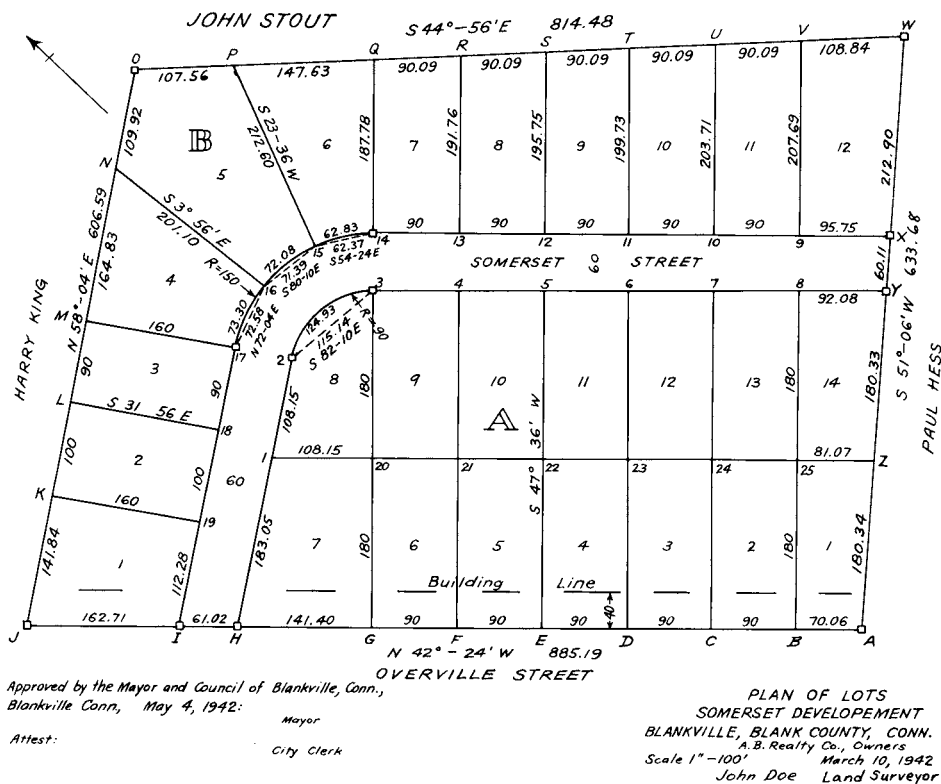 JOHN STOUT
S 44°-56' E 814.48
O P Q R S T U V W
107.56 147.63 90.09 90.09 90.09 90.09 90.09 108.84
109.92
B
5 6 7 8 9 10 11 12
S 23-36 W
212.60
187.78 191.76 195.75 199.73 203.71 207.69 212.90
N
S 3° 56' E
201.10
HARRY KING
N 58°-04' E 606.59
164.83
4
R=150
72.08
71.39
S 80-10E
62.83
62.37
S 54-24E
90 90 90 90 90 95.75
14 13 12 11 10 9 X
15
16
73.30
72.58
N 72-04 E
17
SOMERSET 60 STREET
60.11
633.68
S 51°-06' W
PAUL HESS
3 4 5 6 7 8 Y
90 90 90 90 92.08
M
160
124.93
115.14
S 82-10E
R=90
2
90
3
90
8 9 10 11 12 13 14
180 180
180.33
L
S 31 56 E
18
A
108.15
S 47° 36' W
100
2
100
60
1
108.15
20 21 22 23 24 25
81.07
Z
K
160
19
141.84
1
112.28
183.05
7
180
6 5 4 3 2
180
1
180.34
Building Line
40
J I H G F E D C B A
162.71 61.02 141.40 90 90 90 90 90 70.06
N 42°-24' W 885.19
OVERVILLE STREET
Approved by the Mayor and Council of Blankville, Conn.,
Blankville Conn, May 4, 1942:
Mayor
Attest:
City Clerk
PLAN OF LOTS
SOMERSET DEVELOPEMENT
BLANKVILLE, BLANK COUNTY, CONN.
A.B. Realty Co., Owners
Scale 1"-100' March 10, 1942
John Doe Land Surveyor